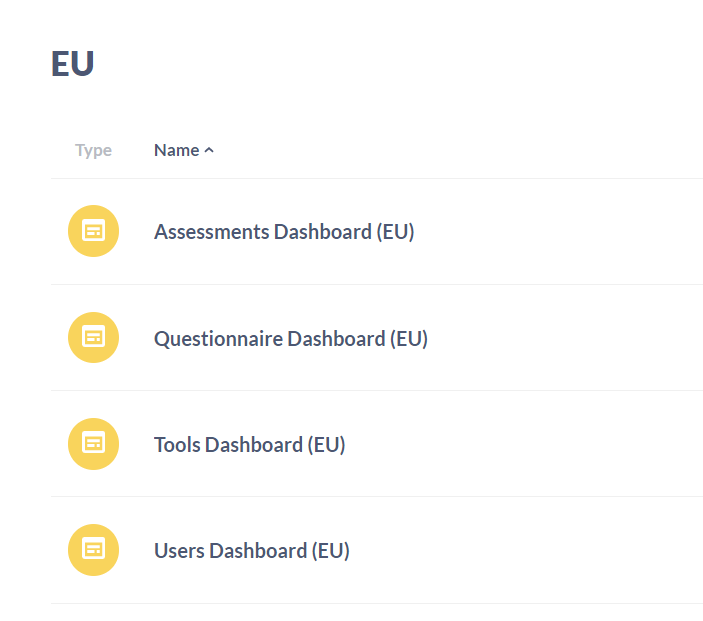 EU
Type Name
Assessments Dashboard (EU)
Questionnaire Dashboard (EU)
Tools Dashboard (EU)
Users Dashboard (EU)